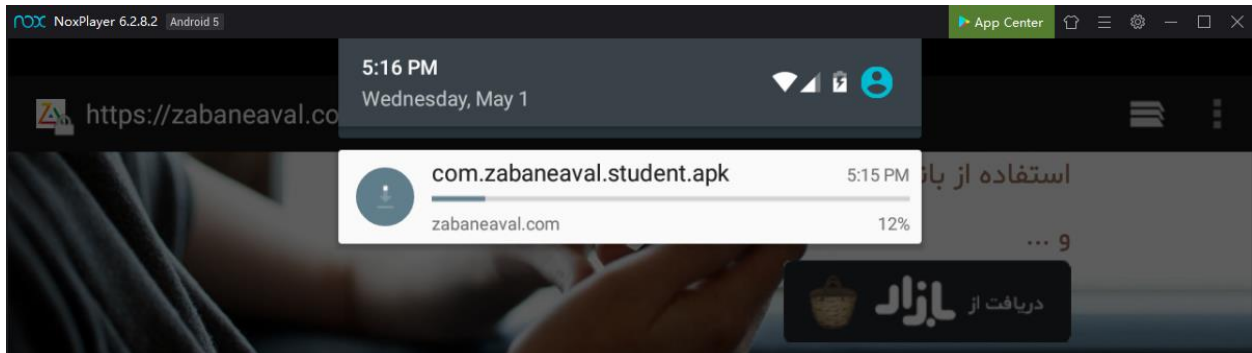 nox NoxPlayer 6.2.8.2 Android 5 App Center
5:16 PM
Wednesday, May 1
https://zabaneaval.co
com.zabaneaval.student.apk 5:15 PM
zabaneaval.com 12%
استفاده از
و ...
دریافت از بازار